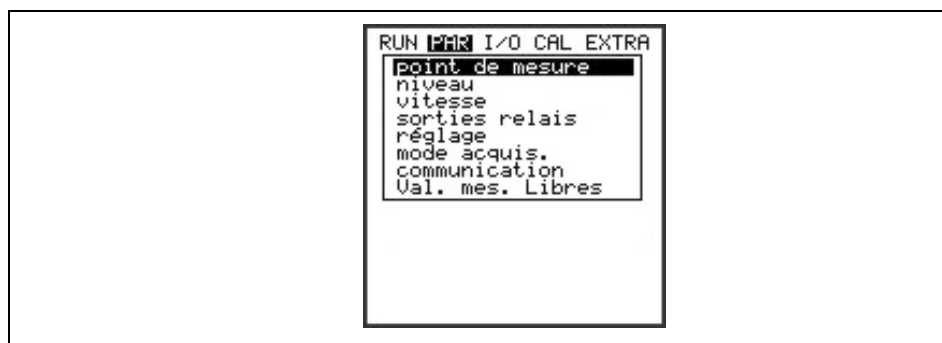 RUN PAR I/O CAL EXTRA
point de mesure
niveau
vitesse
sorties relais
réglage
mode acquis.
communication
Val. mes. Libres